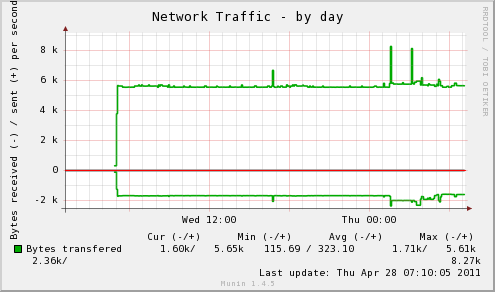 Network Traffic - by day
RRDTOOL / TOBI OETIKER
Bytes received (-) / sent (+) per second
8 k
6 k
4 k
2 k
0
-2 k
Wed 12:00 Thu 00:00
Cur (-/+) Min (-/+) Avg (-/+) Max (-/+)
Bytes transfered 1.60k/ 5.65k 115.69 / 323.10 1.71k/ 5.61k
2.36k/ 8.27k
Last update: Thu Apr 28 07:10:05 2011
Munin 1.4.5